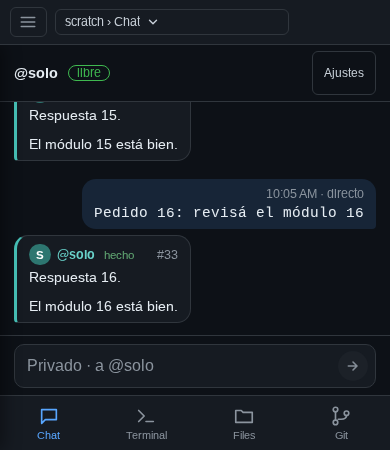 scratch › Chat
@solo libre
Ajustes
Respuesta 15.
El módulo 15 está bien.
10:05 AM · directo
Pedido 16: revisá el módulo 16
S @solo hecho #33
Respuesta 16.
El módulo 16 está bien.
Privado · a @solo
Chat Terminal Files Git